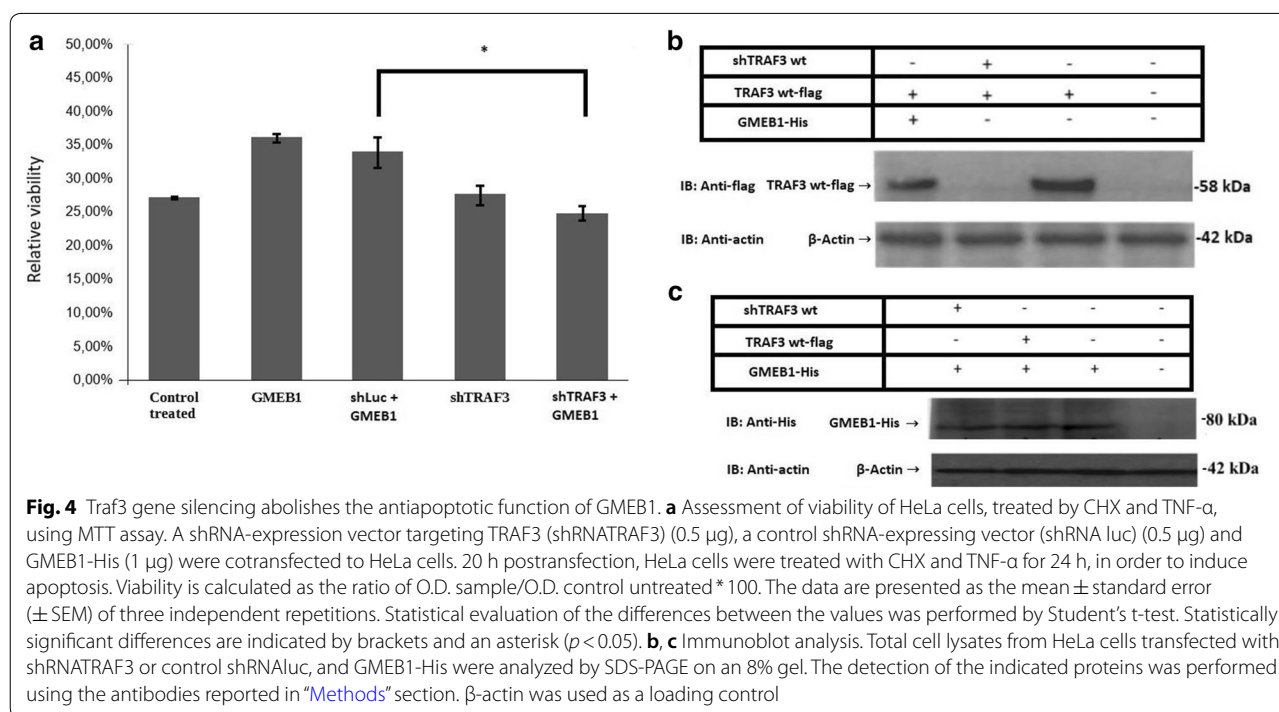 a
50,00%
45,00%
40,00%
35,00%
30,00%
25,00%
20,00%
15,00%
10,00%
5,00%
0,00%
Relative viability
*
Control treated
GMEB1
shLuc + GMEB1
shTRAF3
shTRAF3 + GMEB1
b
shTRAF3 wt - + - -
TRAF3 wt-flag + + + -
GMEB1-His + - - -
IB: Anti-flag TRAF3 wt-flag → -58 kDa
IB: Anti-actin β-Actin → -42 kDa
c
shTRAF3 wt + - - -
TRAF3 wt-flag - + - -
GMEB1-His + + + -
IB: Anti-His GMEB1-His → -80 kDa
IB: Anti-actin β-Actin → -42 kDa
Fig. 4 Traf3 gene silencing abolishes the antiapoptotic function of GMEB1. a Assessment of viability of HeLa cells, treated by CHX and TNF-α,
using MTT assay. A shRNA-expression vector targeting TRAF3 (shRNATRAF3) (0.5 μg), a control shRNA-expressing vector (shRNA luc) (0.5 μg) and
GMEB1-His (1 μg) were cotransfected to HeLa cells. 20 h postransfection, HeLa cells were treated with CHX and TNF-α for 24 h, in order to induce
apoptosis. Viability is calculated as the ratio of O.D. sample/O.D. control untreated * 100. The data are presented as the mean ± standard error
(± SEM) of three independent repetitions. Statistical evaluation of the differences between the values was performed by Student's t-test. Statistically
significant differences are indicated by brackets and an asterisk (p < 0.05). b, c Immunoblot analysis. Total cell lysates from HeLa cells transfected with
shRNATRAF3 or control shRNAluc, and GMEB1-His were analyzed by SDS-PAGE on an 8% gel. The detection of the indicated proteins was performed
using the antibodies reported in "Methods" section. β-actin was used as a loading control